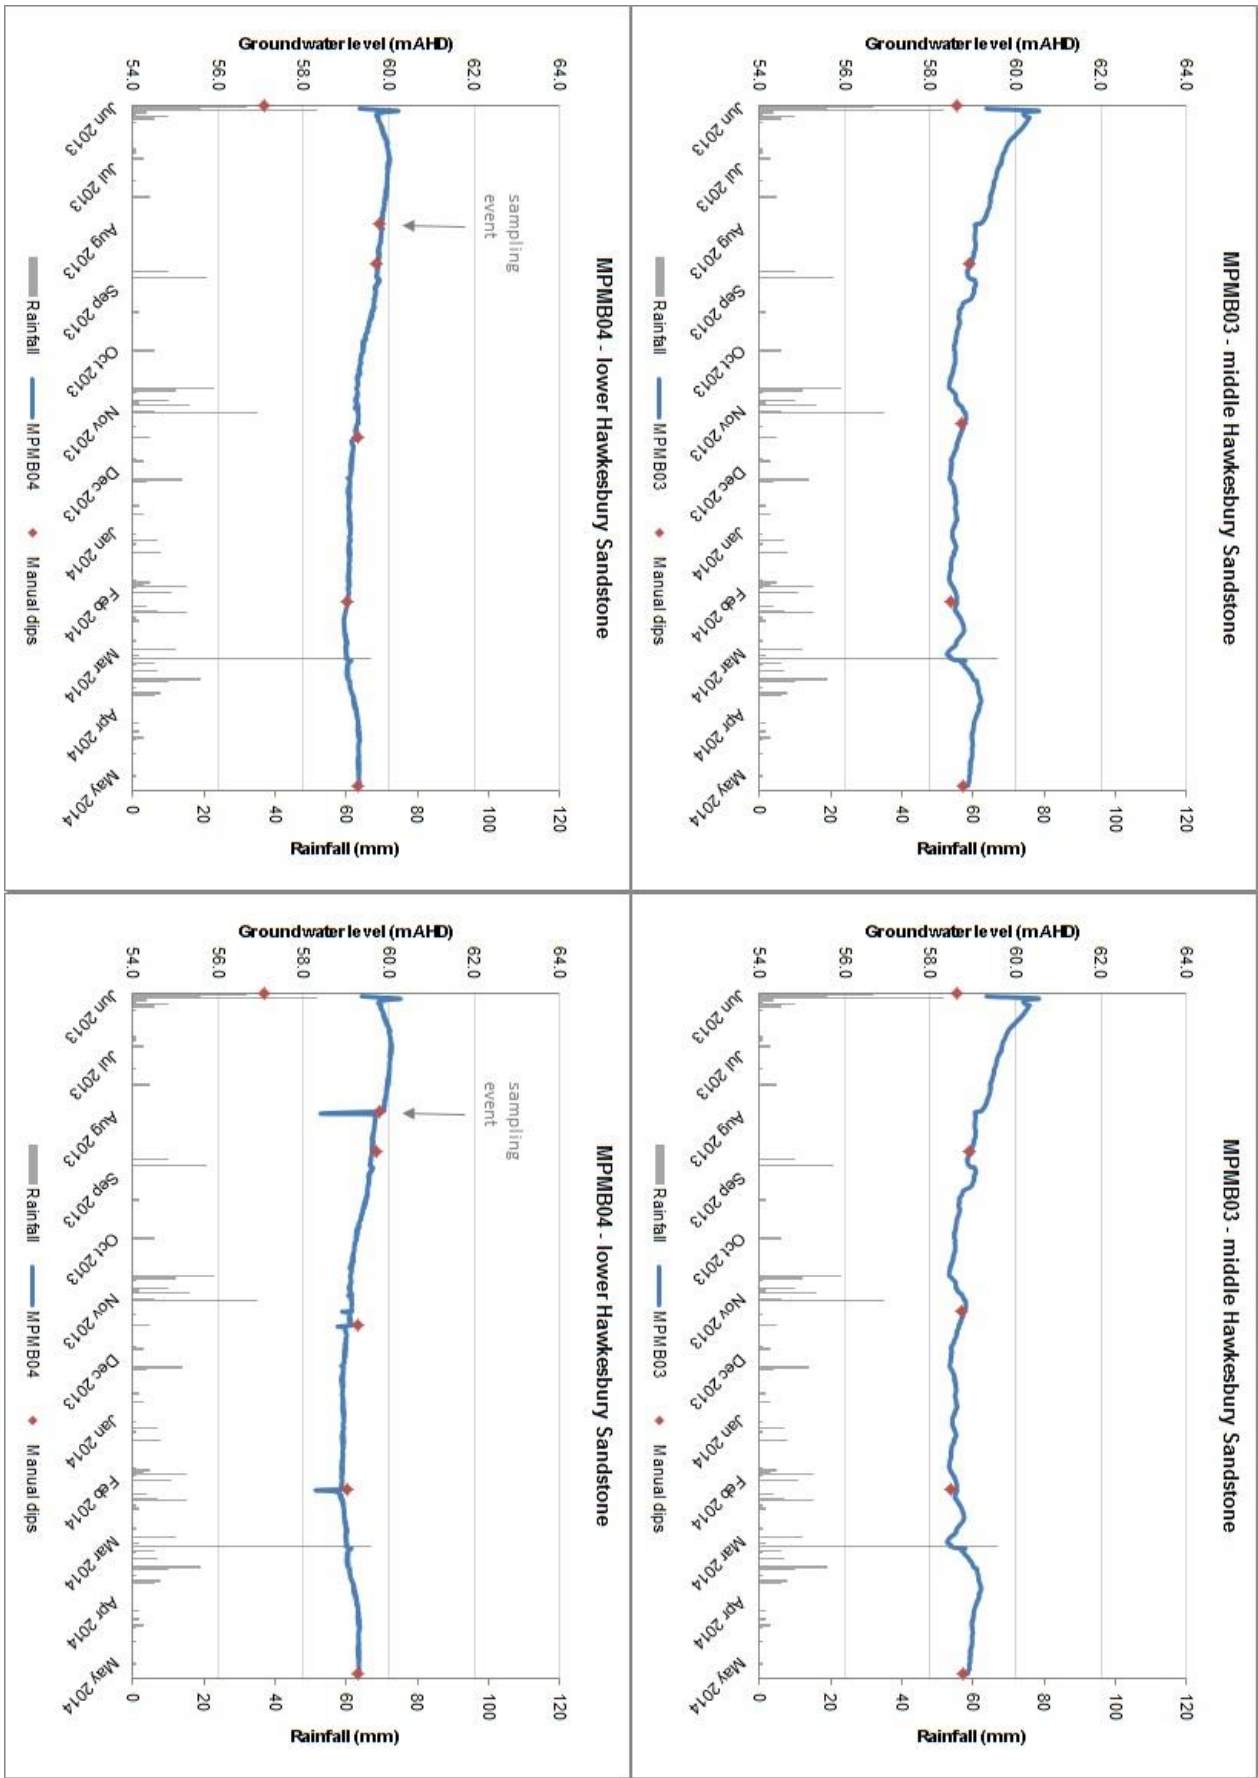 MPMB03 - middle Hawkesbury Sandstone
Groundwater level (mAHD)
64.0
62.0
60.0
58.0
56.0
54.0
120
100
80
60
40
20
0
Rainfall (mm)
Jun 2013
Jul 2013
Aug 2013
Sep 2013
Oct 2013
Nov 2013
Dec 2013
Jan 2014
Feb 2014
Mar 2014
Apr 2014
May 2014
Rainfall MPMB03 Manual dips
MPMB03 - middle Hawkesbury Sandstone
Groundwater level (mAHD)
64.0
62.0
60.0
58.0
56.0
54.0
120
100
80
60
40
20
0
Rainfall (mm)
Jun 2013
Jul 2013
Aug 2013
Sep 2013
Oct 2013
Nov 2013
Dec 2013
Jan 2014
Feb 2014
Mar 2014
Apr 2014
May 2014
Rainfall MPMB03 Manual dips
MPMB04 - lower Hawkesbury Sandstone
sampling
event
Groundwater level (mAHD)
64.0
62.0
60.0
58.0
56.0
54.0
120
100
80
60
40
20
0
Rainfall (mm)
Jun 2013
Jul 2013
Aug 2013
Sep 2013
Oct 2013
Nov 2013
Dec 2013
Jan 2014
Feb 2014
Mar 2014
Apr 2014
May 2014
Rainfall MPMB04 Manual dips
MPMB04 - lower Hawkesbury Sandstone
sampling
event
Groundwater level (mAHD)
64.0
62.0
60.0
58.0
56.0
54.0
120
100
80
60
40
20
0
Rainfall (mm)
Jun 2013
Jul 2013
Aug 2013
Sep 2013
Oct 2013
Nov 2013
Dec 2013
Jan 2014
Feb 2014
Mar 2014
Apr 2014
May 2014
Rainfall MPMB04 Manual dips